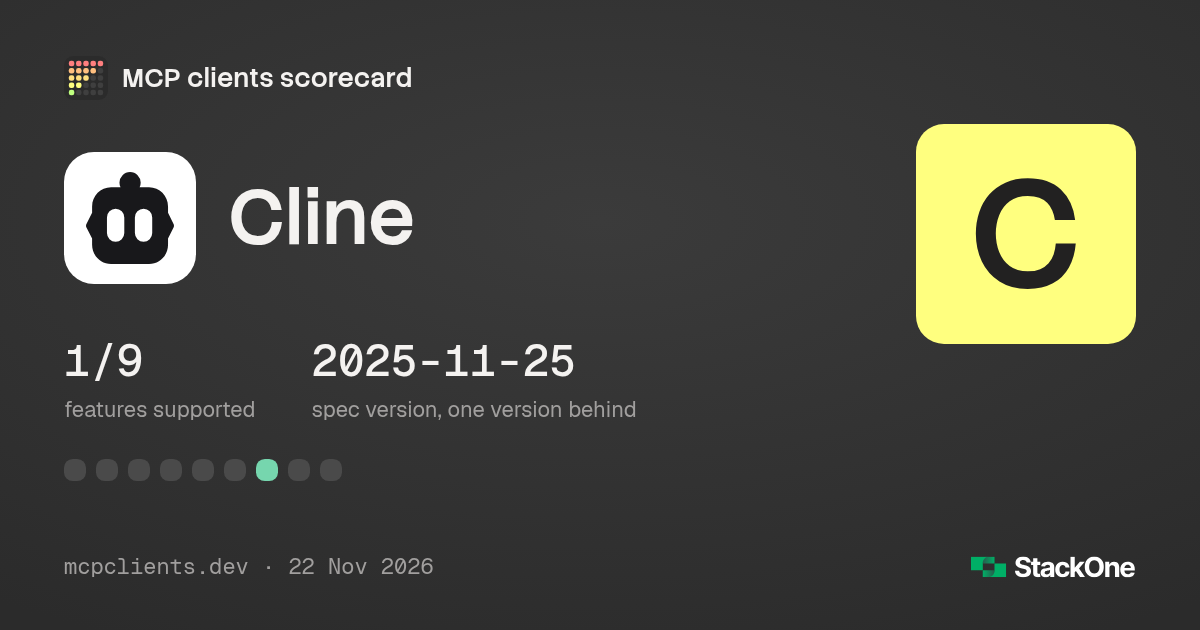 MCP clients scorecard
Cline
C
1/9
features supported
2025-11-25
spec version, one version behind
mcpclients.dev · 22 Nov 2026
StackOne